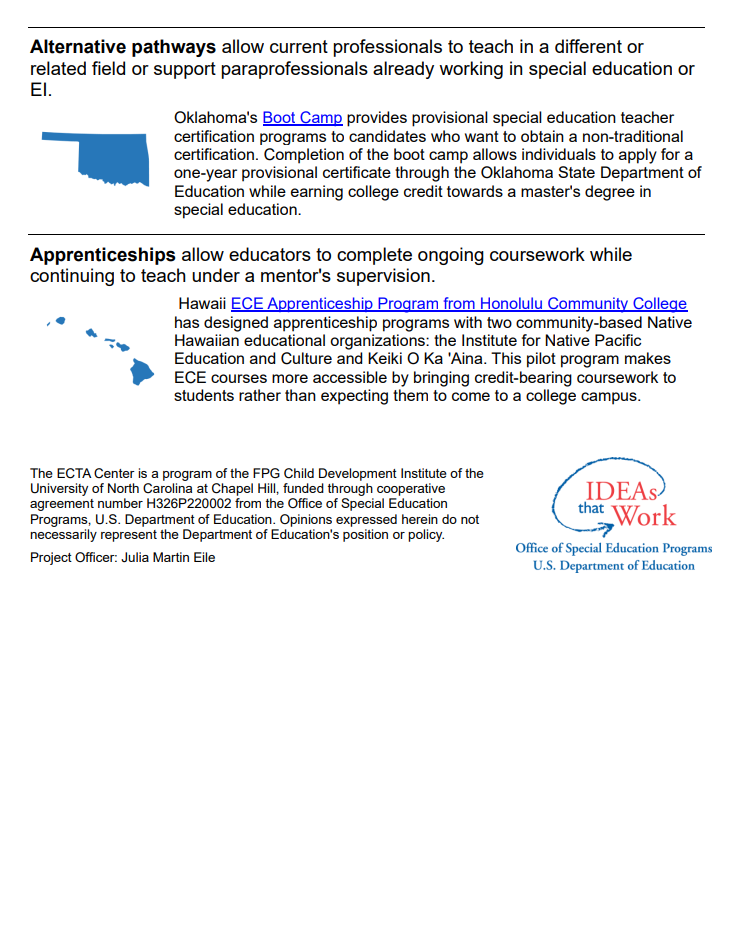 Alternative pathways allow current professionals to teach in a different or
related field or support paraprofessionals already working in special education or
EI.
Oklahoma's Boot Camp provides provisional special education teacher
certification programs to candidates who want to obtain a non-traditional
certification. Completion of the boot camp allows individuals to apply for a
one-year provisional certificate through the Oklahoma State Department of
Education while earning college credit towards a master's degree in
special education.
Apprenticeships allow educators to complete ongoing coursework while
continuing to teach under a mentor's supervision.
Hawaii ECE Apprenticeship Program from Honolulu Community College
has designed apprenticeship programs with two community-based Native
Hawaiian educational organizations: the Institute for Native Pacific
Education and Culture and Keiki O Ka 'Aina. This pilot program makes
ECE courses more accessible by bringing credit-bearing coursework to
students rather than expecting them to come to a college campus.
The ECTA Center is a program of the FPG Child Development Institute of the
University of North Carolina at Chapel Hill, funded through cooperative
agreement number H326P220002 from the Office of Special Education
Programs, U.S. Department of Education. Opinions expressed herein do not
necessarily represent the Department of Education's position or policy.
Project Officer: Julia Martin Eile
IDEAs
that Work
Office of Special Education Programs
U.S. Department of Education